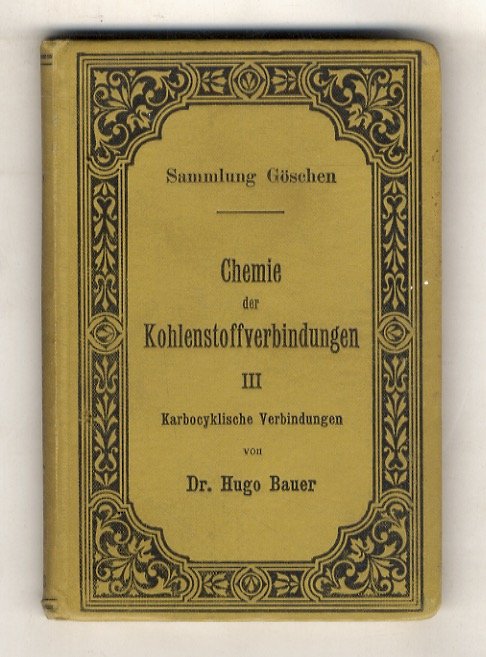 Sammlung Göschen
Chemie
der
Kohlenstoffverbindungen
III
Karbocyklische Verbindungen
von
Dr. Hugo Bauer